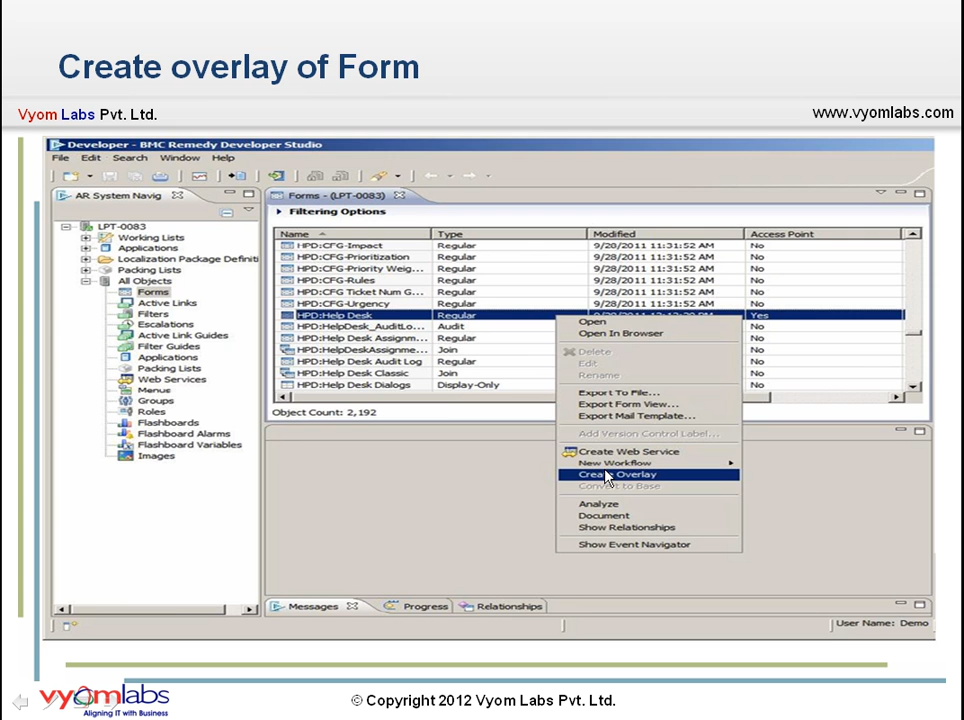 Create overlay of Form
Vyom Labs Pvt. Ltd.
www.vyomlabs.com
Developer - BMC Remedy Developer Studio
File Edit Search Window Help
AR System Navig
Forms - (LPT-0083)
Filtering Options
LPT-0083
Working Lists
Applications
Localization Package Definiti
Packing Lists
All Objects
Forms
Active Links
Filters
Escalations
Active Link Guides
Filter Guides
Applications
Packing Lists
Web Services
Menus
Groups
Roles
Flashboards
Flashboard Alarms
Flashboard Variables
Images
Name Type Modified Access Point
HPD:CFG-Impact Regular 9/28/2011 11:31:52 AM No
HPD:CFG-Prioritization Regular 9/28/2011 11:31:52 AM No
HPD:CFG-Priority Weig... Regular 9/28/2011 11:31:52 AM No
HPD:CFG-Rules Regular 9/28/2011 11:31:52 AM No
HPD:CFG Ticket Num G... Regular 9/28/2011 11:31:52 AM No
HPD:CFG-Urgency Regular 9/28/2011 11:31:52 AM No
HPD:Help Desk Regular Yes
HPD:HelpDesk_AuditLo... Audit No
HPD:Help Desk Assignm... Regular No
HPD:HelpDeskAssignme... Join No
HPD:Help Desk Audit Log Regular No
HPD:Help Desk Classic Join No
HPD:Help Desk Dialogs Display-Only No
Object Count: 2,192
Open
Open In Browser
Delete
Edit
Rename
Export To File...
Export Form View...
Export Mail Template...
Add Version Control Label...
Create Web Service
New Workflow
Create Overlay
Convert to Base
Analyze
Document
Show Relationships
Show Event Navigator
Messages Progress Relationships
User Name: Demo
vyomlabs
Aligning IT with Business
© Copyright 2012 Vyom Labs Pvt. Ltd.